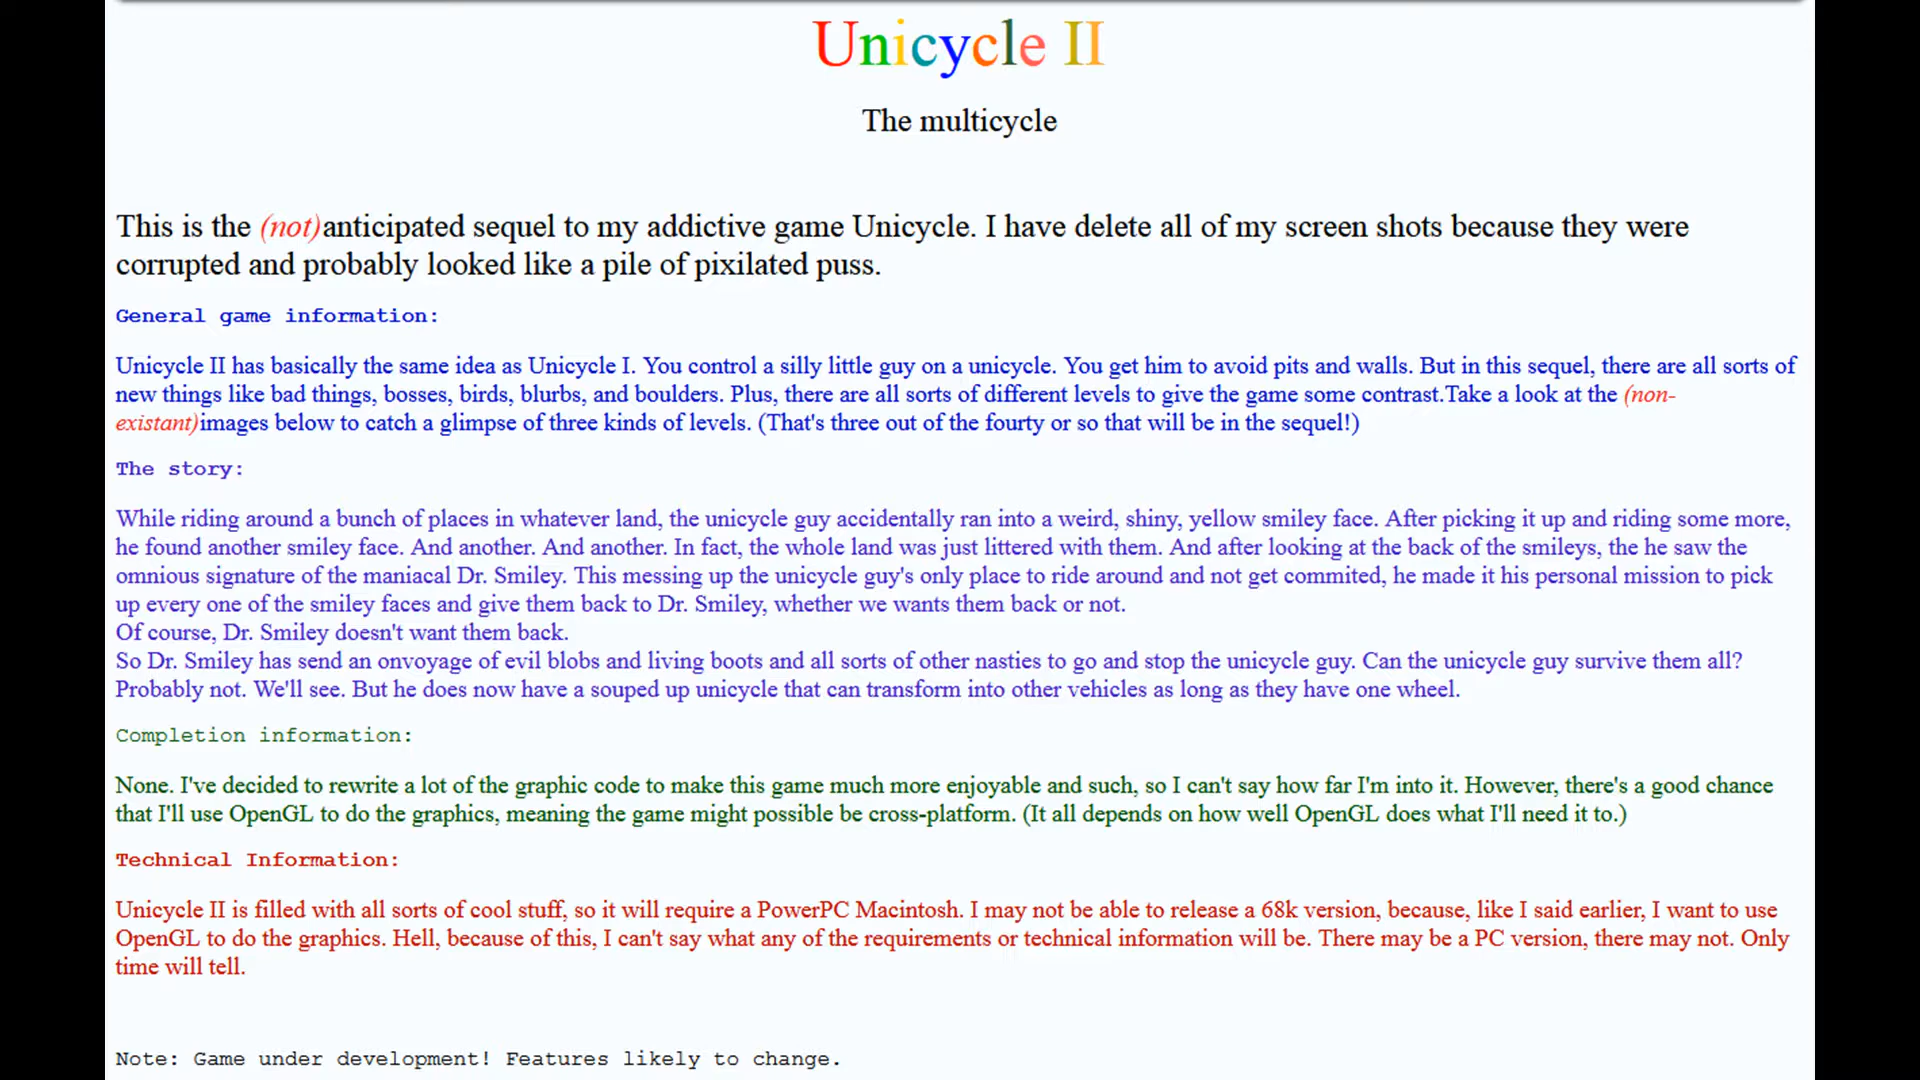 Unicycle II
The multicycle
This is the (not)anticipated sequel to my addictive game Unicycle. I have delete all of my screen shots because they were
corrupted and probably looked like a pile of pixilated puss.
General game information:
Unicycle II has basically the same idea as Unicycle I. You control a silly little guy on a unicycle. You get him to avoid pits and walls. But in this sequel, there are all sorts of
new things like bad things, bosses, birds, blurbs, and boulders. Plus, there are all sorts of different levels to give the game some contrast.Take a look at the (non-
existant)images below to catch a glimpse of three kinds of levels. (That's three out of the fourty or so that will be in the sequel!)
The story:
While riding around a bunch of places in whatever land, the unicycle guy accidentally ran into a weird, shiny, yellow smiley face. After picking it up and riding some more,
he found another smiley face. And another. And another. In fact, the whole land was just littered with them. And after looking at the back of the smileys, the he saw the
omnious signature of the maniacal Dr. Smiley. This messing up the unicycle guy's only place to ride around and not get commited, he made it his personal mission to pick
up every one of the smiley faces and give them back to Dr. Smiley, whether we wants them back or not.
Of course, Dr. Smiley doesn't want them back.
So Dr. Smiley has send an onvoyage of evil blobs and living boots and all sorts of other nasties to go and stop the unicycle guy. Can the unicycle guy survive them all?
Probably not. We'll see. But he does now have a souped up unicycle that can transform into other vehicles as long as they have one wheel.
Completion information:
None. I've decided to rewrite a lot of the graphic code to make this game much more enjoyable and such, so I can't say how far I'm into it. However, there's a good chance
that I'll use OpenGL to do the graphics, meaning the game might possible be cross-platform. (It all depends on how well OpenGL does what I'll need it to.)
Technical Information:
Unicycle II is filled with all sorts of cool stuff, so it will require a PowerPC Macintosh. I may not be able to release a 68k version, because, like I said earlier, I want to use
OpenGL to do the graphics. Hell, because of this, I can't say what any of the requirements or technical information will be. There may be a PC version, there may not. Only
time will tell.
Note: Game under development! Features likely to change.